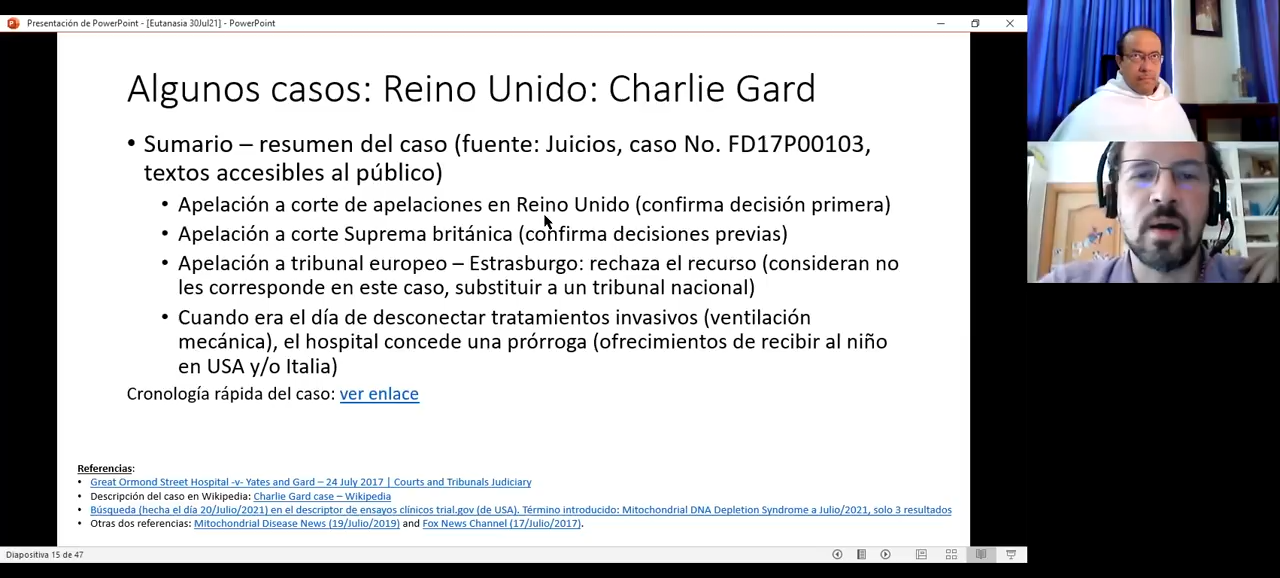 Presentación de PowerPoint - [Eutanasia 30Jul21] - PowerPoint
Algunos casos: Reino Unido: Charlie Gard
• Sumario – resumen del caso (fuente: Juicios, caso No. FD17P00103,
textos accesibles al público)
• Apelación a corte de apelaciones en Reino Unido (confirma decisión primera)
• Apelación a corte Suprema británica (confirma decisiones previas)
• Apelación a tribunal europeo – Estrasburgo: rechaza el recurso (consideran no
les corresponde en este caso, substituir a un tribunal nacional)
• Cuando era el día de desconectar tratamientos invasivos (ventilación
mecánica), el hospital concede una prórroga (ofrecimientos de recibir al niño
en USA y/o Italia)
Cronología rápida del caso: ver enlace
Referencias:
• Great Ormond Street Hospital -v- Yates and Gard – 24 July 2017 | Courts and Tribunals Judiciary
• Descripción del caso en Wikipedia: Charlie Gard case – Wikipedia
• Búsqueda (hecha el día 20/Julio/2021) en el descriptor de ensayos clínicos trial.gov (de USA). Término introducido: Mitochondrial DNA Depletion Syndrome a Julio/2021, solo 3 resultados
• Otras dos referencias: Mitochondrial Disease News (19/Julio/2019) and Fox News Channel (17/Julio/2017).
Diapositiva 15 de 47